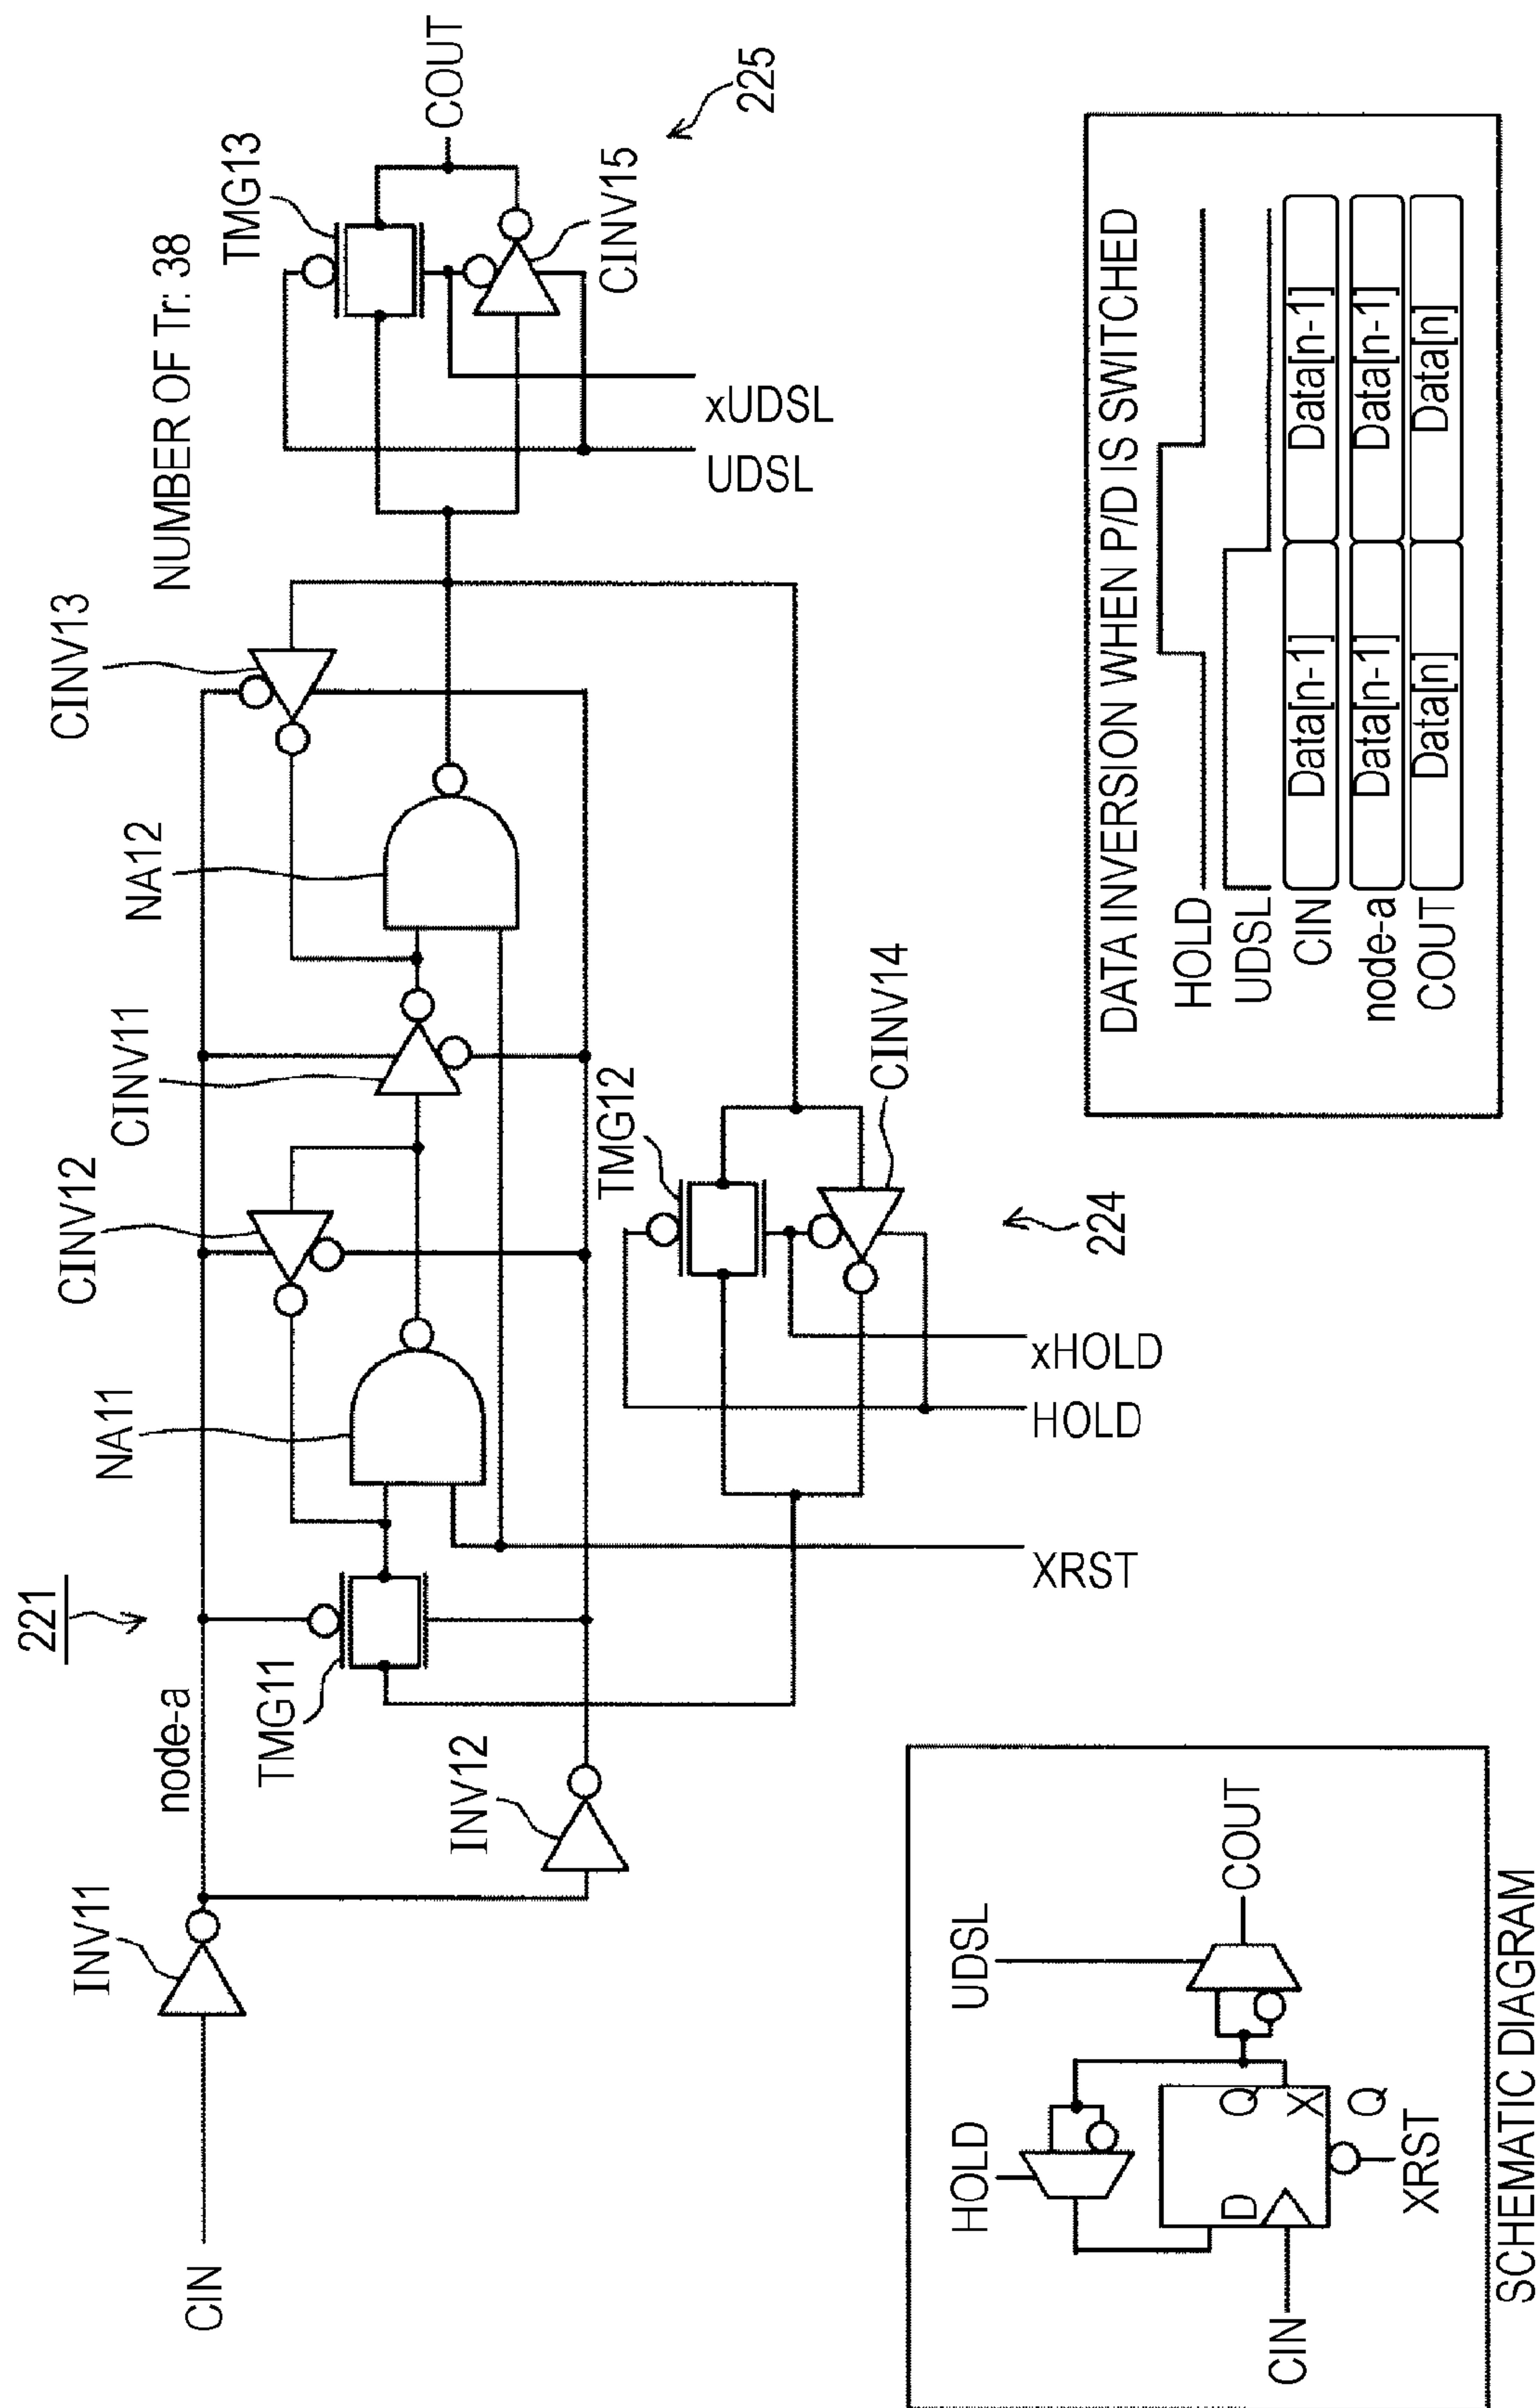 221
NUMBER OF Tr: 38
CIN
INV11
node-a
INV12
TMG11
NA11
CINV12
CINV11
NA12
CINV13
TMG13
COUT
225
CINV15
xUDSL
UDSL
TMG12
CINV14
224
xHOLD
HOLD
XRST
HOLD
UDSL
COUT
D
Q
X
Q
CIN
XRST
SCHEMATIC DIAGRAM
DATA INVERSION WHEN P/D IS SWITCHED
HOLD
UDSL
CIN Data[n-1] Data[n-1]
node-a Data[n-1] Data[n-1]
COUT Data[n] Data[n]